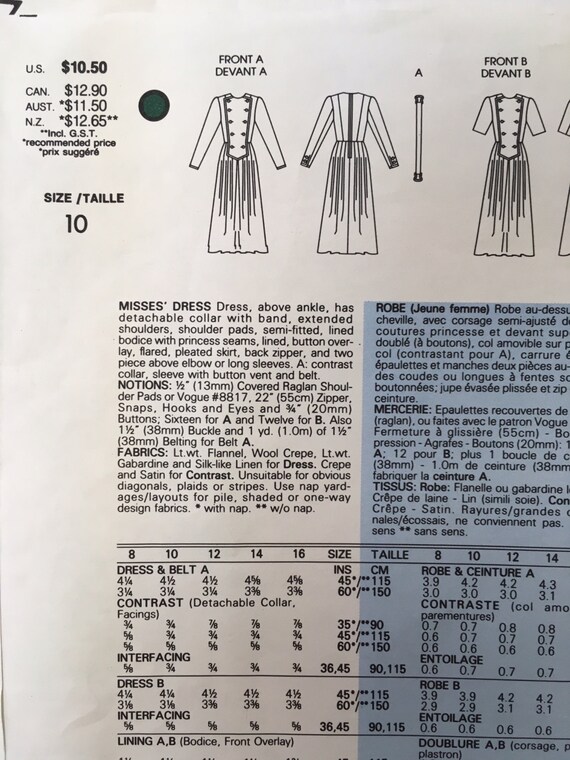 U.S. $10.50
CAN. $12.90
AUST. *$11.50
N.Z. *$12.65**
**Incl. G.S.T.
*recommended price
*prix suggéré
SIZE/TAILLE
10
FRONT A
DEVANT A
A
FRONT B
DEVANT B
MISSES' DRESS Dress, above ankle, has
detachable collar with band, extended
shoulders, shoulder pads, semi-fitted, lined
bodice with princess seams, lined, button over-
lay, flared, pleated skirt, back zipper, and two
piece above elbow or long sleeves. A: contrast
collar, sleeve with button vent and belt.
NOTIONS: ½" (13mm) Covered Raglan Shoul-
der Pads or Vogue #8817, 22" (55cm) Zipper,
Snaps, Hooks and Eyes and ¾" (20mm)
Buttons; Sixteen for A and Twelve for B. Also
1½" (38mm) Buckle and 1 yd. (1.0m) of 1½"
(38mm) Belting for Belt A.
FABRICS: Lt.wt. Flannel, Wool Crepe, Lt.wt.
Gabardine and Silk-like Linen for Dress. Crepe
and Satin for Contrast. Unsuitable for obvious
diagonals, plaids or stripes. Use nap yard-
ages/layouts for pile, shaded or one-way
design fabrics. * with nap. ** w/o nap.
ROBE (Jeune femme) Robe au-dessu
cheville, avec corsage semi-ajusté d
coutures princesse et devant sup
doublé (à boutons), col amovible sur p
col (contrastant pour A), carrure é
épaulettes et manches deux pièces au-
des coudes ou longues à fentes so
boutonnées; jupe évasée plissée et zip
ceinture.
MERCERIE: Epaulettes recouvertes de
(raglan), ou faites avec le patron Vogue
Fermeture à glissière (55cm) - Bo
pression - Agrafes - Boutons (20mm): 1
A; 12 pour B; plus 1 boucle de c
(38mm) - 1.0m de ceinture (38mm
fabriquer la ceinture A.
TISSUS: Robe: Flanelle ou gabardine l
Crêpe de laine - Lin (simili soie). Con
Crêpe - Satin. Rayures/grandes d
nales/écossais, ne conviennent pas.
sens ** sans sens.
8 10 12 14 16 SIZE TAILLE 8 10 12 14
DRESS & BELT A INS CM ROBE & CEINTURE A
4¼ 4½ 4½ 4⅝ 4⅝ 45*/** 115 3.9 4.2 4.2 4.3
3¼ 3¼ 3⅜ 3⅜ 3⅜ 60*/** 150 3.0 3.0 3.0 3.1
CONTRAST (Detachable Collar, CONTRASTE (col amo
Facings) parementures)
¾ ¾ ⅞ ⅞ ⅞ 35*/** 90 0.7 0.7 0.8 0.8
⅝ ¾ ¾ ¾ ¾ 45*/** 115 0.6 0.7 0.7 0.7
⅝ ⅝ ⅝ ⅝ ⅝ 60*/** 150 0.6 0.6 0.6 0.6
INTERFACING ENTOILAGE
⅝ ¾ ¾ ¾ ¾ 36,45 90,115 0.6 0.7 0.7 0.7
DRESS B ROBE B
4¼ 4¼ 4½ 4½ 4⅝ 45*/** 115 3.9 3.9 4.2 4.2
3⅛ 3⅛ 3⅜ 3⅜ 3⅜ 60*/** 150 2.9 2.9 3.1 3.1
INTERFACING ENTOILAGE
⅝ ⅝ ⅝ ⅝ ⅝ 36,45 90,115 0.6 0.6 0.6 0.6
LINING A,B (Bodice, Front Overlay) DOUBLURE A,B (corsage, p
plastron)